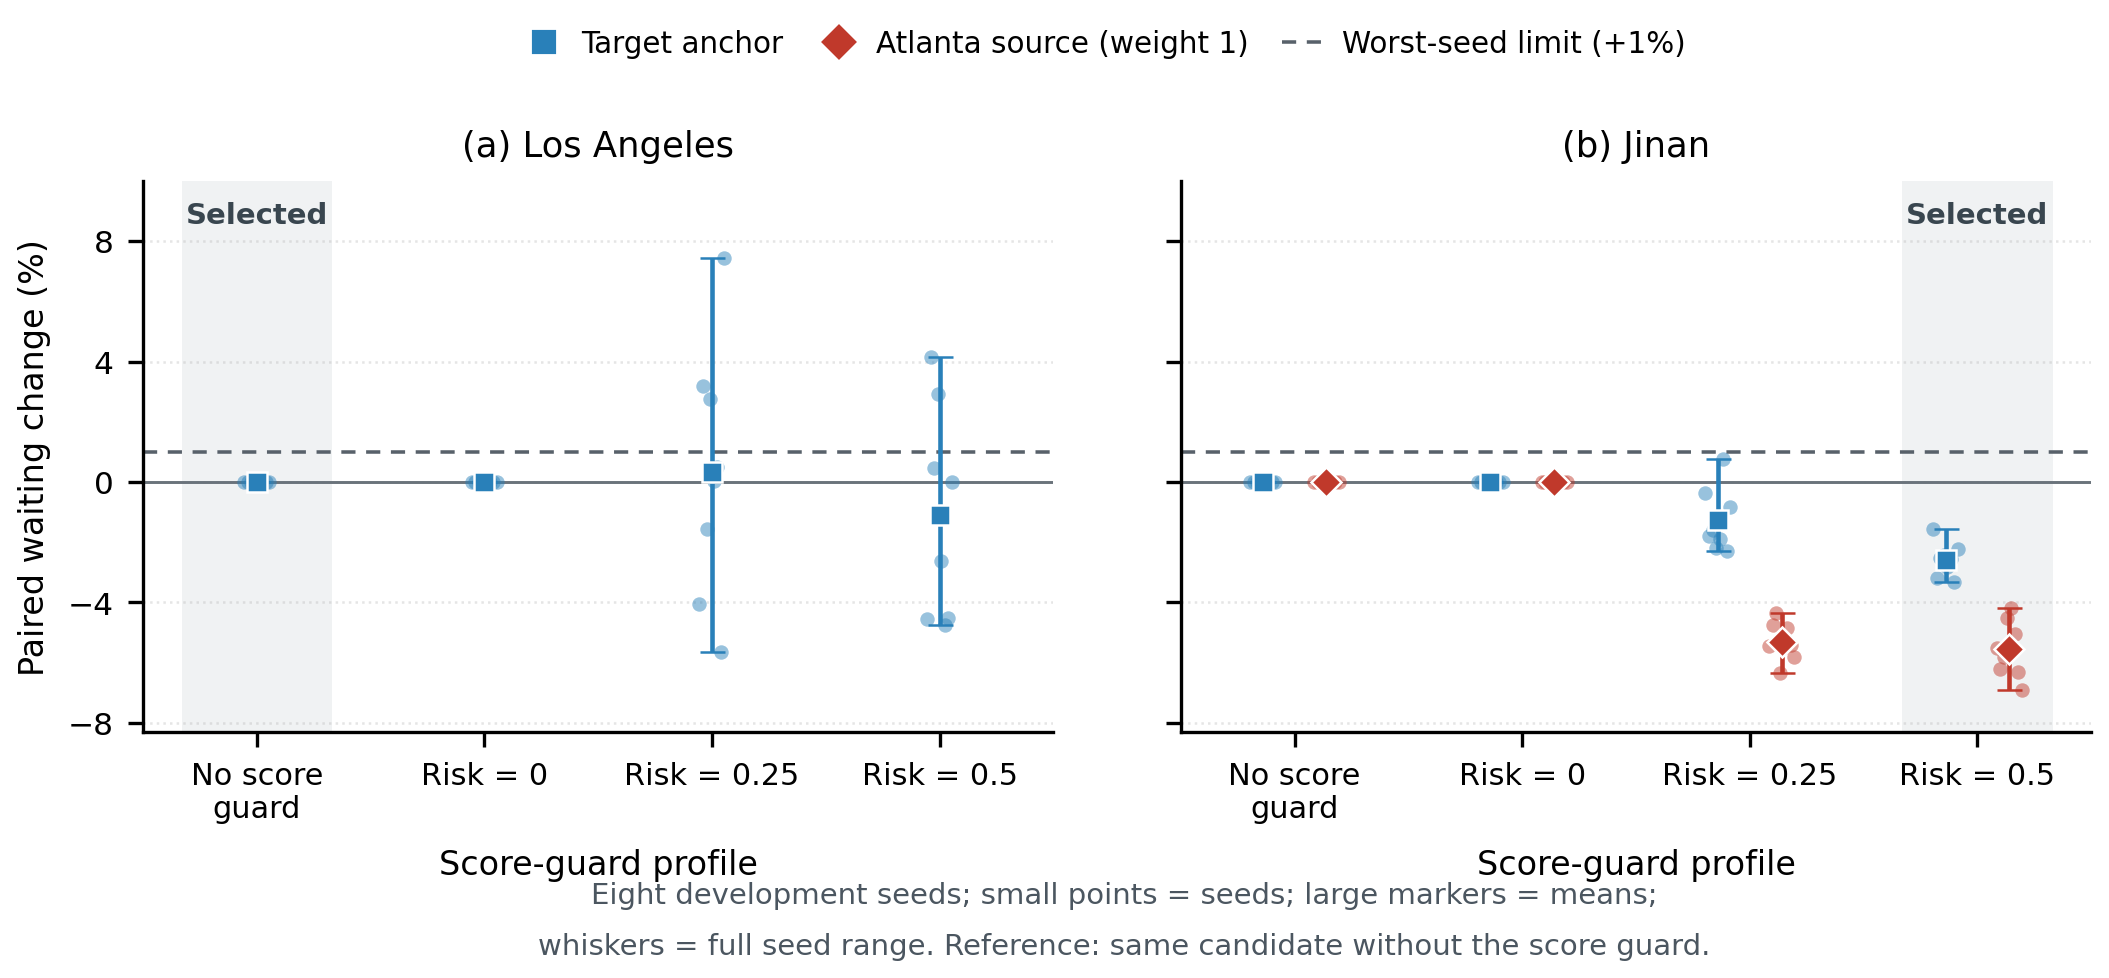 Target anchor
Atlanta source (weight 1)
Worst-seed limit (+1%)
(a) Los Angeles
(b) Jinan
Selected
Selected
Paired waiting change (%)
8
4
0
−4
−8
No score
guard
Risk = 0
Risk = 0.25
Risk = 0.5
No score
guard
Risk = 0
Risk = 0.25
Risk = 0.5
Score-guard profile
Score-guard profile
Eight development seeds; small points = seeds; large markers = means;
whiskers = full seed range. Reference: same candidate without the score guard.